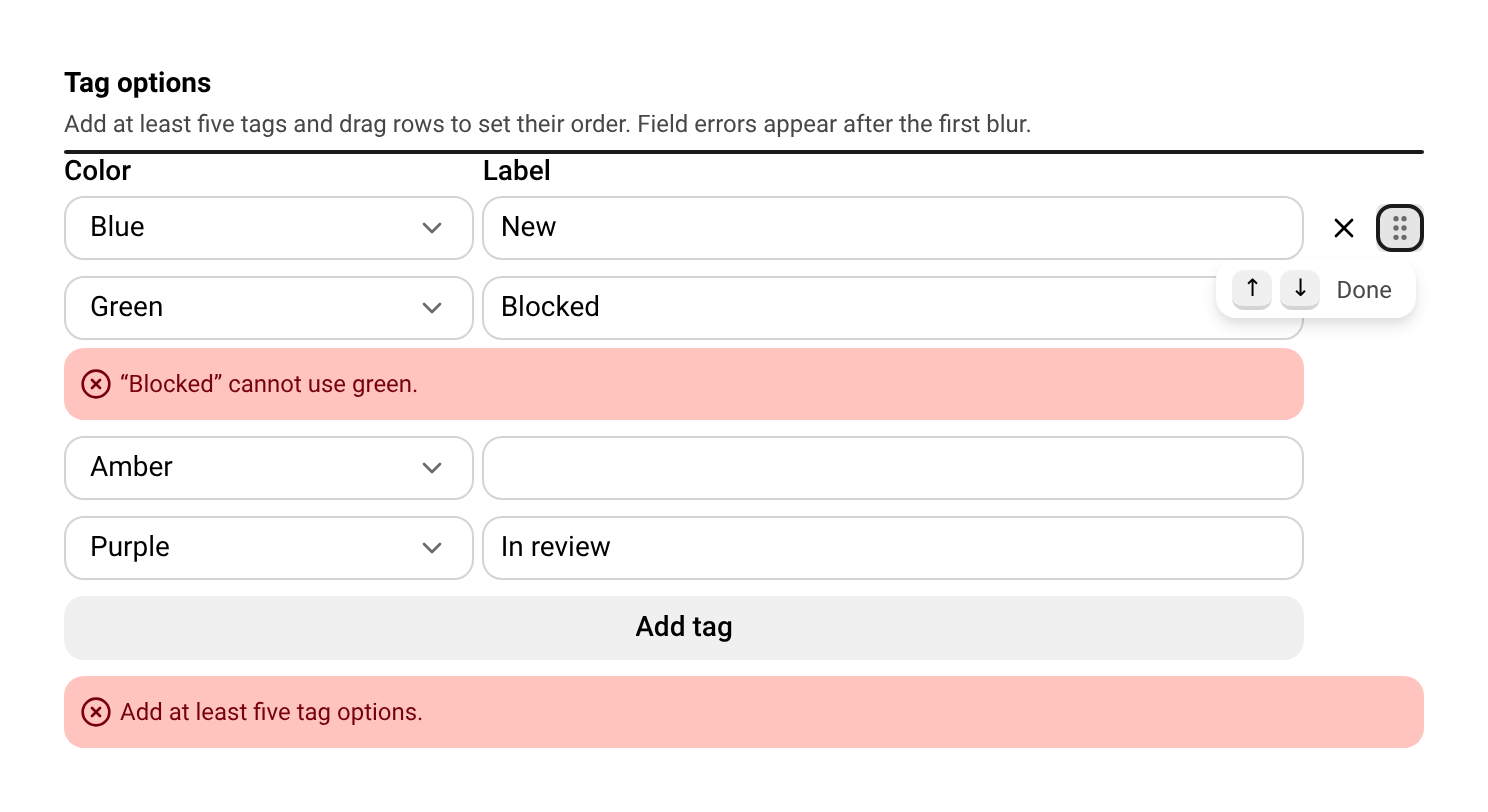 Tag options
Add at least five tags and drag rows to set their order. Field errors appear after the first blur.
Color Label
Blue New
↑ ↓ Done
Green Blocked
“Blocked” cannot use green.
Amber
Purple In review
Add tag
Add at least five tag options.